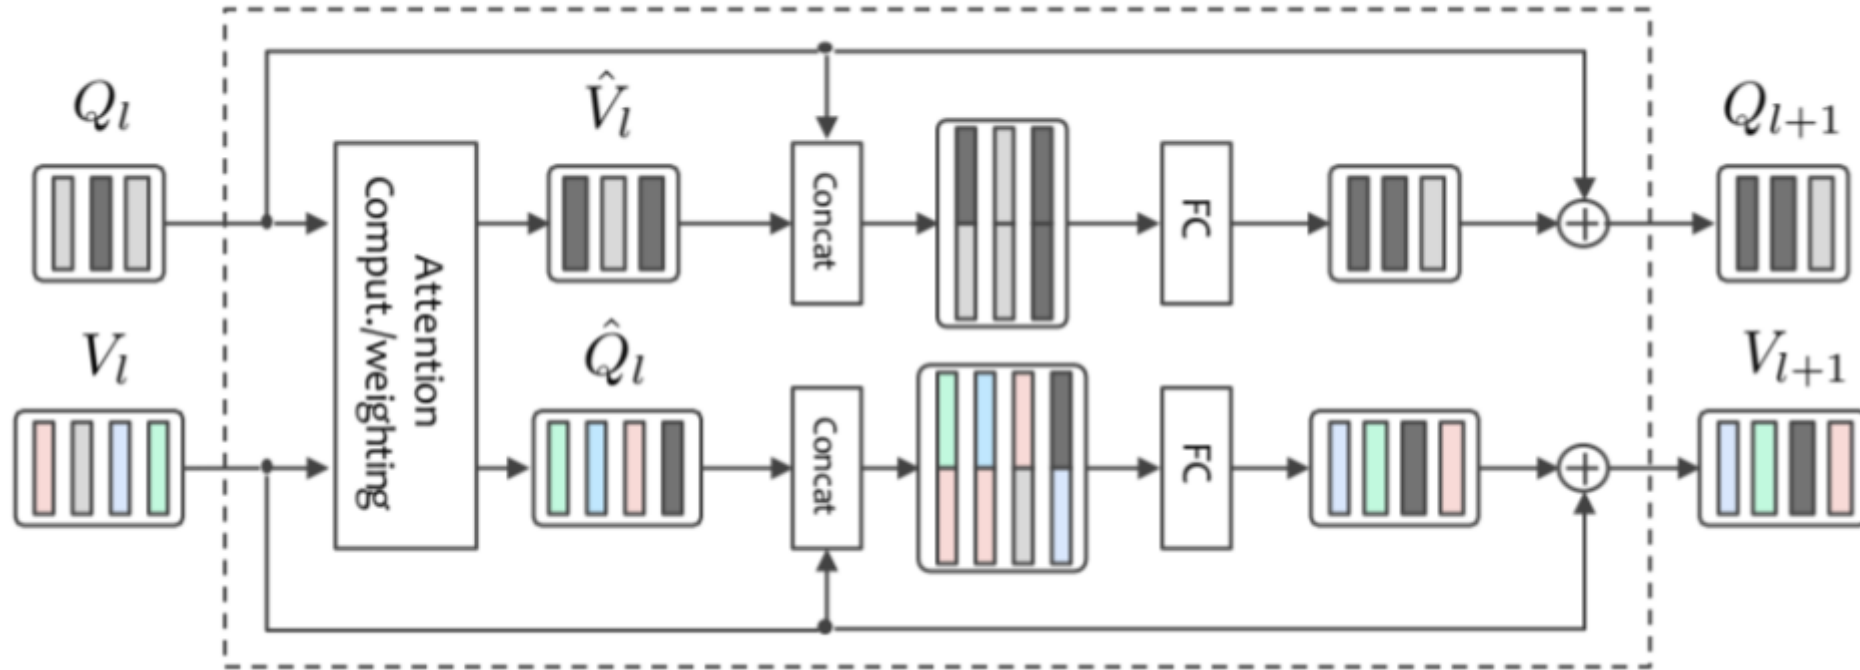 Q_l
V̂_l
Q_{l+1}
Attention
Comput./weighting
Concat
FC
V_l
Q̂_l
V_{l+1}
Concat
FC